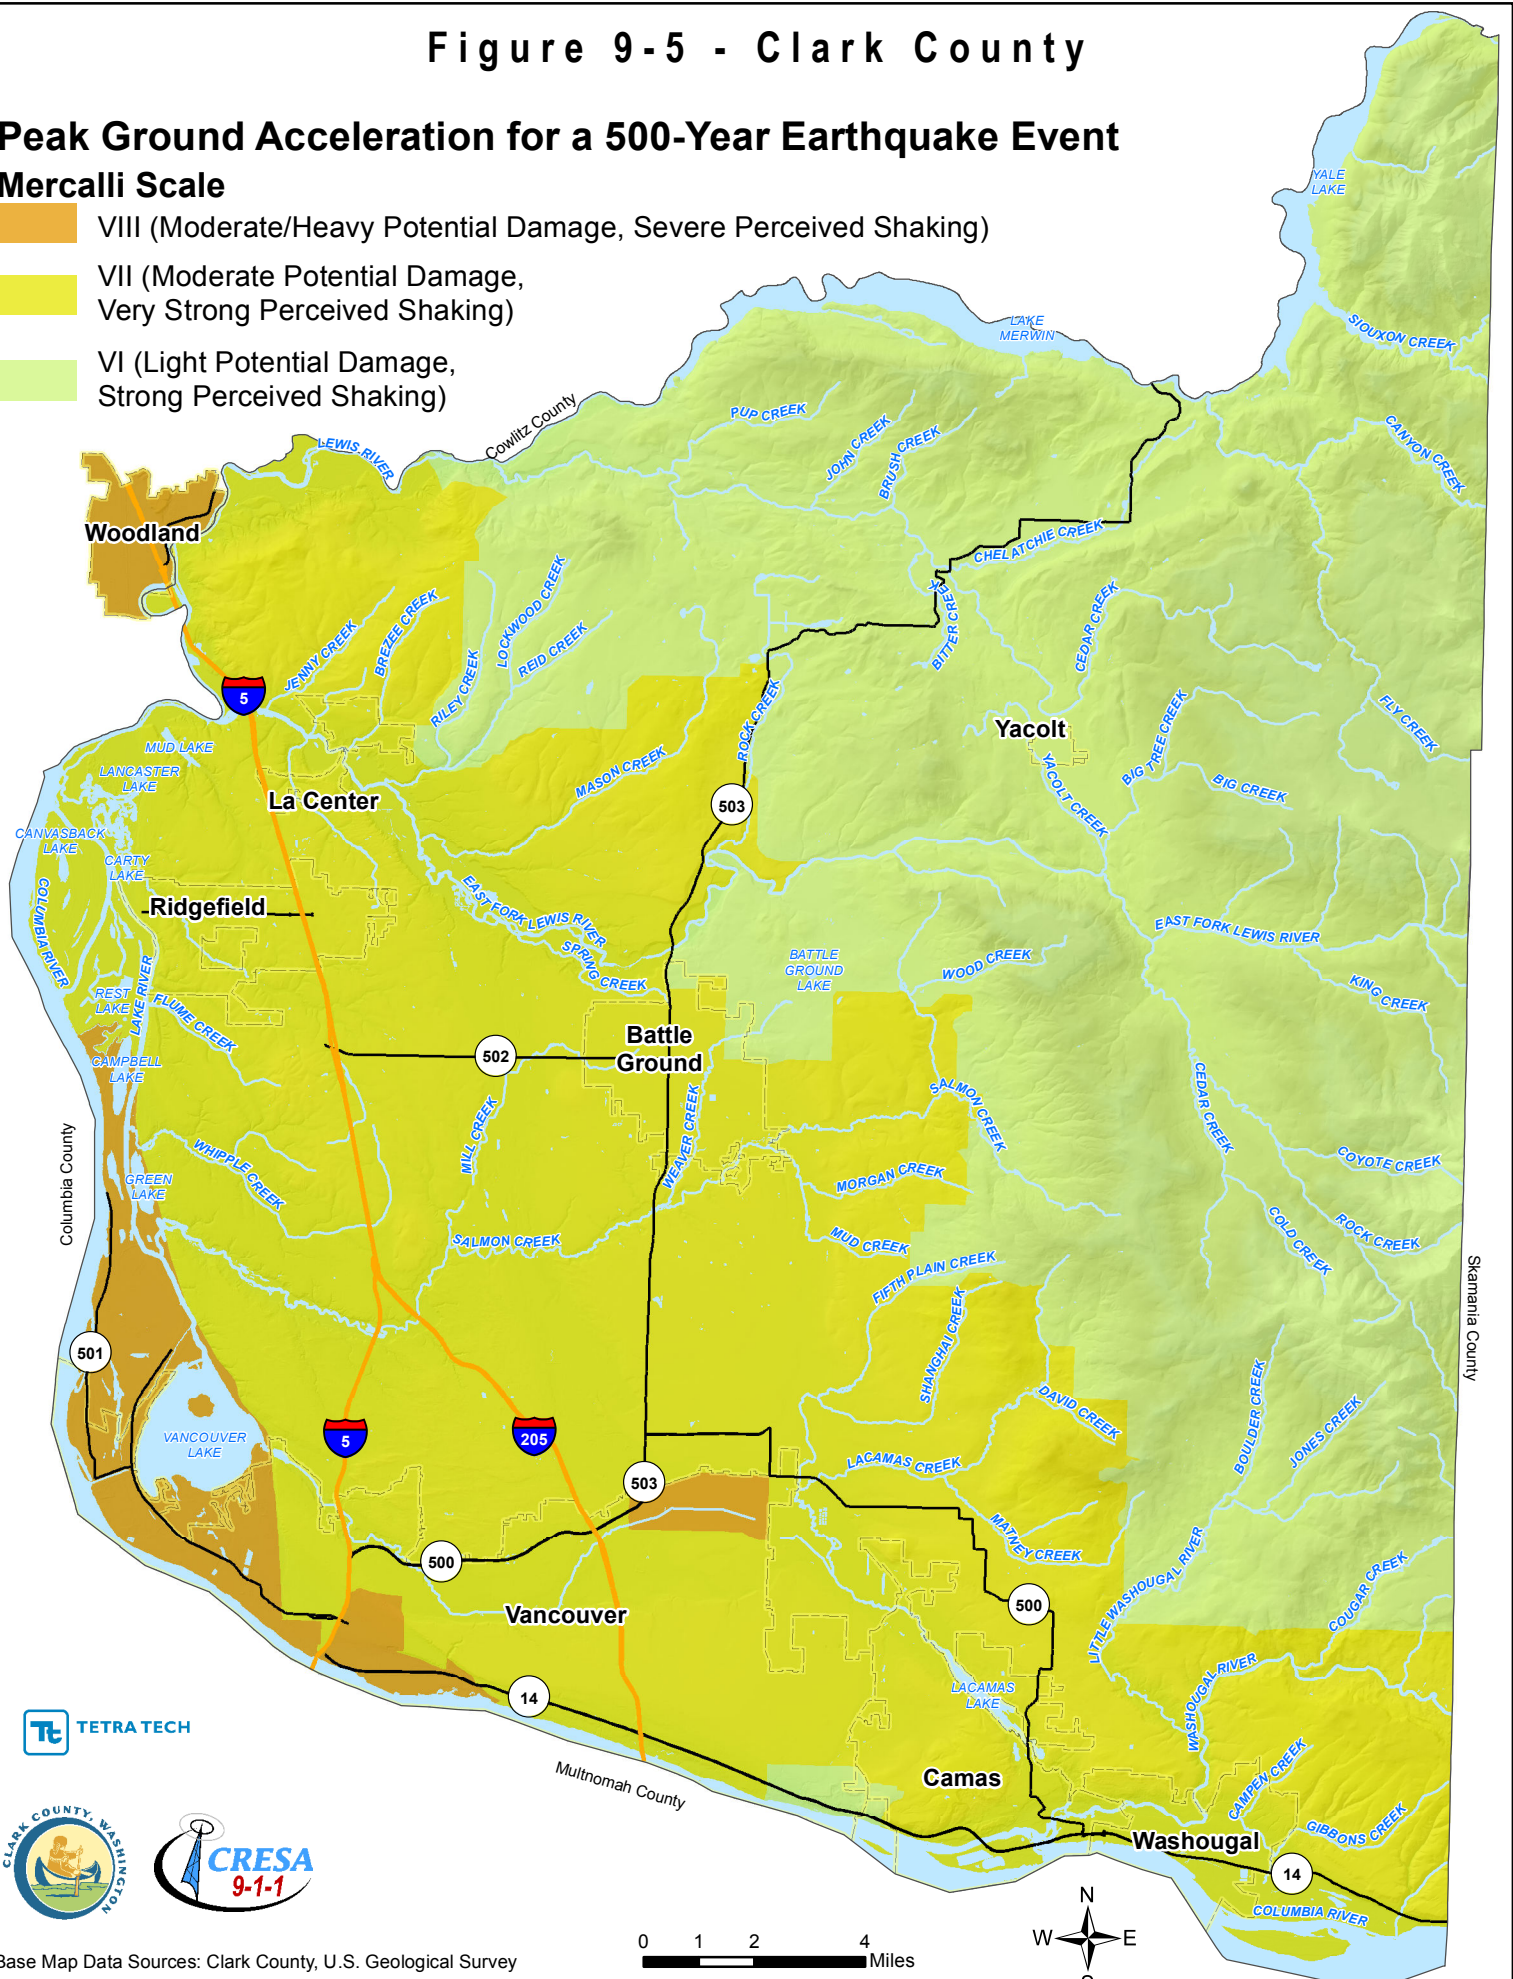 Figure 9-5 - Clark County
Peak Ground Acceleration for a 500-Year Earthquake Event
Mercalli Scale
VIII (Moderate/Heavy Potential Damage, Severe Perceived Shaking)
VII (Moderate Potential Damage,
Very Strong Perceived Shaking)
VI (Light Potential Damage,
Strong Perceived Shaking)
YALE
LAKE
LAKE
MERWIN
SIOUXON CREEK
Cowlitz County
PUP CREEK
JOHN CREEK
BRUSH CREEK
CANYON CREEK
LEWIS RIVER
Woodland
CHELATCHIE CREEK
LOCKWOOD CREEK
REID CREEK
JENNY CREEK
BREZEE CREEK
RILEY CREEK
BITTER CREEK
CEDAR CREEK
5
MUD LAKE
LANCASTER
LAKE
La Center
MASON CREEK
ROCK CREEK
503
Yacolt
YACOLT CREEK
BIG TREE CREEK
BIG CREEK
FLY CREEK
CANVASBACK
LAKE
CARTY
LAKE
COLUMBIA RIVER
Ridgefield
EAST FORK LEWIS RIVER
SPRING CREEK
BATTLE
GROUND
LAKE
WOOD CREEK
EAST FORK LEWIS RIVER
KING CREEK
REST
LAKE
LAKE RIVER
FLUME CREEK
CAMPBELL
LAKE
502
Battle
Ground
MILL CREEK
WEAVER CREEK
SALMON CREEK
CEDAR CREEK
COYOTE CREEK
Columbia County
WHIPPLE CREEK
GREEN
LAKE
MORGAN CREEK
MUD CREEK
SALMON CREEK
COLD CREEK
ROCK CREEK
FIFTH PLAIN CREEK
SHANGHAI CREEK
Skamania County
501
VANCOUVER
LAKE
5
205
DAVID CREEK
BOULDER CREEK
JONES CREEK
LACAMAS CREEK
503
MATNEY CREEK
500
Vancouver
500
LITTLE WASHOUGAL RIVER
COUGAR CREEK
LACAMAS
LAKE
WASHOUGAL RIVER
14
TETRA TECH
Multnomah County
Camas
CAMPEN CREEK
GIBBONS CREEK
Washougal
14
COLUMBIA RIVER
CLARK COUNTY, WASHINGTON
CRESA
9-1-1
N
W E
0 1 2 4
Miles
Base Map Data Sources: Clark County, U.S. Geological Survey